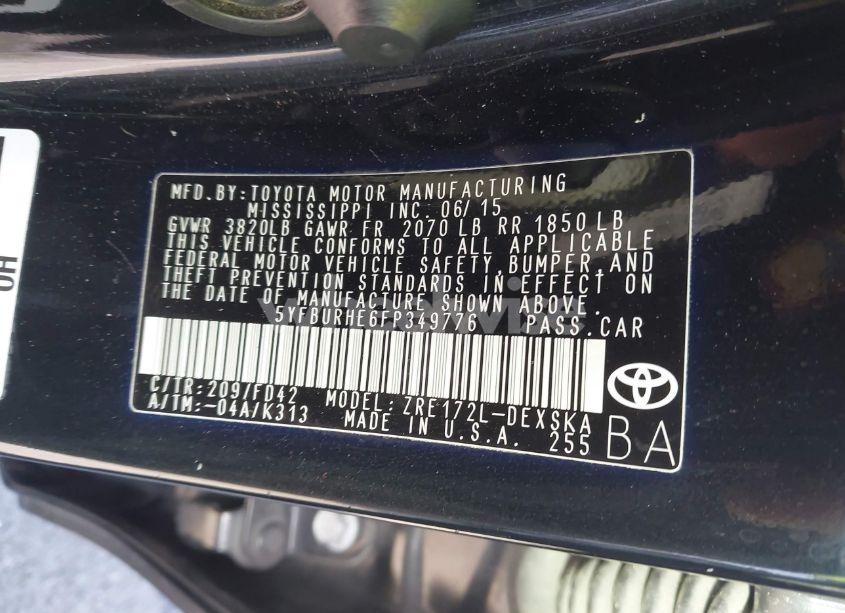 MFD.BY:TOYOTA MOTOR MANUFACTURING
MISSISSIPPI INC. 06/15
GVWR 3820LB GAWR FR 2070 LB RR 1850 LB
THIS VEHICLE CONFORMS TO ALL APPLICABLE
FEDERAL MOTOR VEHICLE SAFETY, BUMPER, AND
THEFT PREVENTION STANDARDS IN EFFECT ON
THE DATE OF MANUFACTURE SHOWN ABOVE.
5YFBURHE6FP349776 PASS.CAR
C/TR:209/FD42 MODEL:ZRE172L-DEXSKA
A/TM:-04A/K313 MADE IN U.S.A. 255
BA
OH